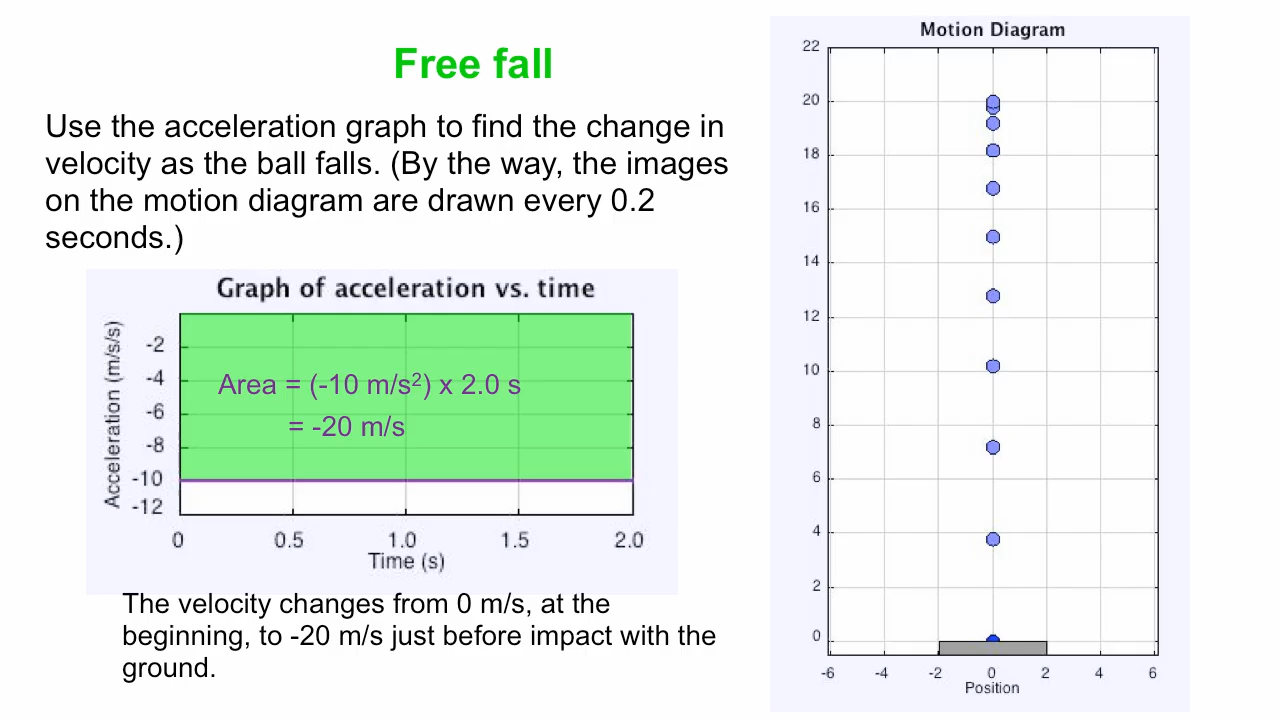 Free fall
Use the acceleration graph to find the change in
velocity as the ball falls. (By the way, the images
on the motion diagram are drawn every 0.2
seconds.)
Graph of acceleration vs. time
Acceleration (m/s/s)
-2
-4
-6
-8
-10
-12
Area = (-10 m/s²) x 2.0 s
= -20 m/s
0 0.5 1.0 1.5 2.0
Time (s)
The velocity changes from 0 m/s, at the
beginning, to -20 m/s just before impact with the
ground.
Motion Diagram
22
20
18
16
14
12
10
8
6
4
2
0
-6 -4 -2 0 2 4 6
Position